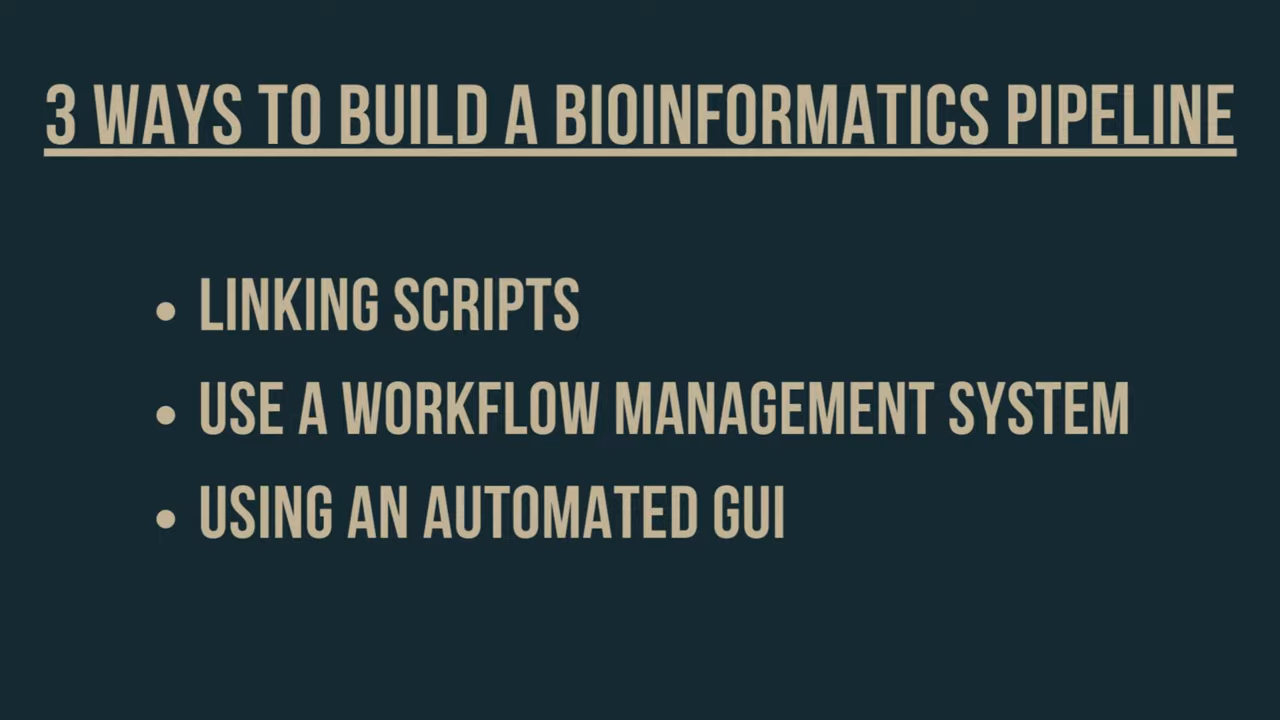 3 WAYS TO BUILD A BIOINFORMATICS PIPELINE
• LINKING SCRIPTS
• USE A WORKFLOW MANAGEMENT SYSTEM
• USING AN AUTOMATED GUI